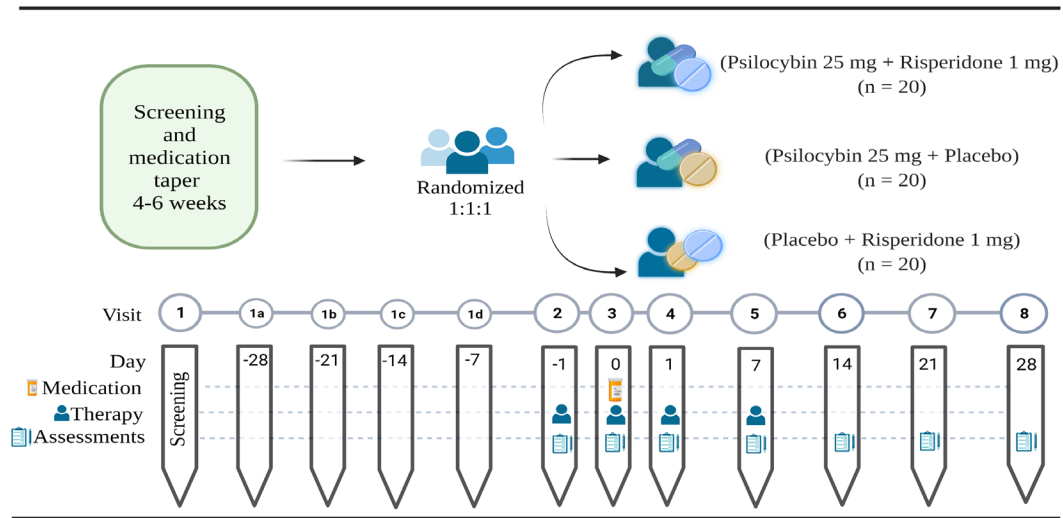 Screening
and
medication
taper
4-6 weeks
Randomized
1:1:1
(Psilocybin 25 mg + Risperidone 1 mg)
(n = 20)
(Psilocybin 25 mg + Placebo)
(n = 20)
(Placebo + Risperidone 1 mg)
(n = 20)
Visit 1 1a 1b 1c 1d 2 3 4 5 6 7 8
Day -28 -21 -14 -7 -1 0 1 7 14 21 28
Screening
Medication
Therapy
Assessments